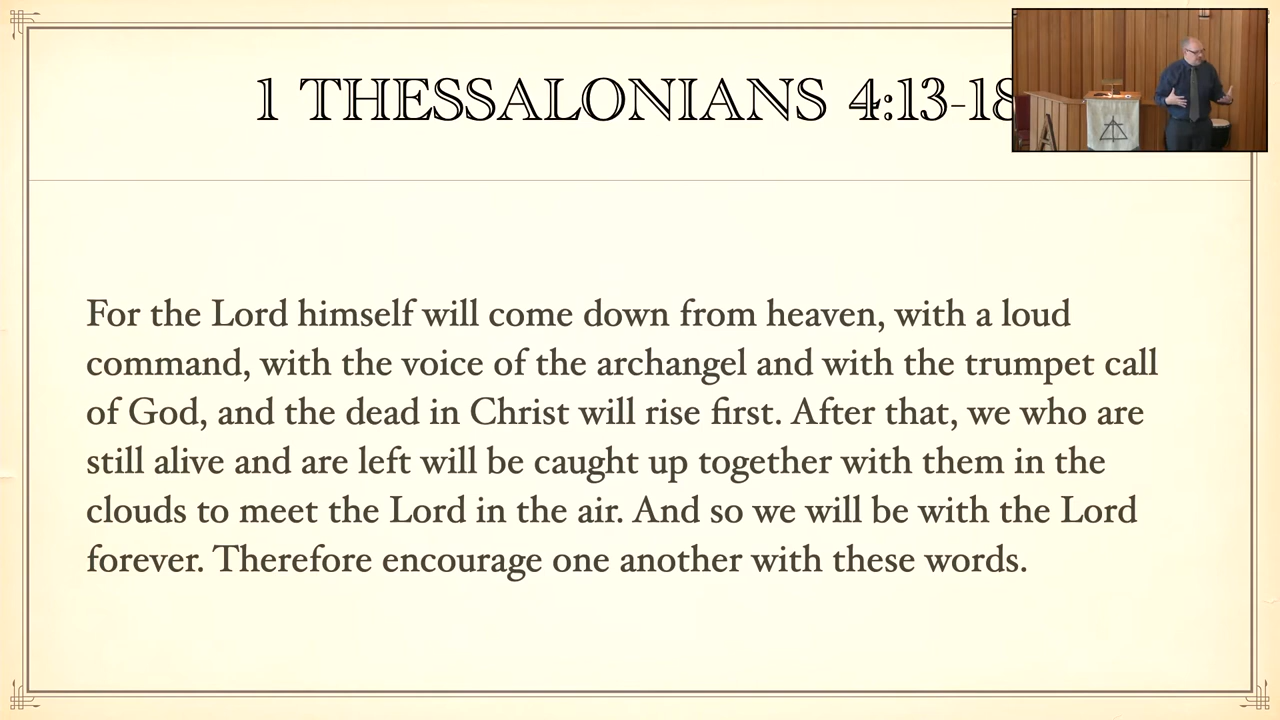 1 THESSALONIANS 4:13-18
For the Lord himself will come down from heaven, with a loud
command, with the voice of the archangel and with the trumpet call
of God, and the dead in Christ will rise first. After that, we who are
still alive and are left will be caught up together with them in the
clouds to meet the Lord in the air. And so we will be with the Lord
forever. Therefore encourage one another with these words.